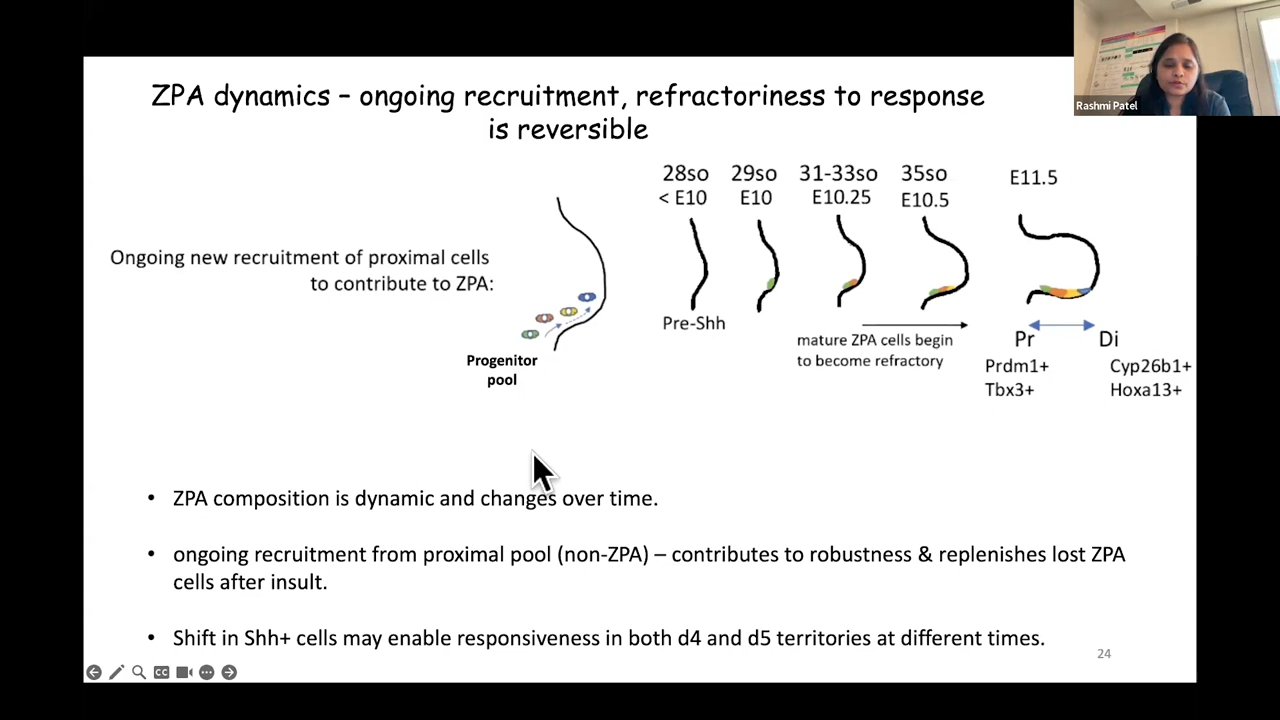 Rashmi Patel
ZPA dynamics – ongoing recruitment, refractoriness to response
is reversible
28so
29so
31-33so
35so
E11.5
< E10
E10
E10.25
E10.5
Ongoing new recruitment of proximal cells
to contribute to ZPA:
Pre-Shh
mature ZPA cells begin
to become refractory
Pr
Di
Progenitor
pool
Prdm1+
Cyp26b1+
Tbx3+
Hoxa13+
• ZPA composition is dynamic and changes over time.
• ongoing recruitment from proximal pool (non-ZPA) – contributes to robustness & replenishes lost ZPA
cells after insult.
• Shift in Shh+ cells may enable responsiveness in both d4 and d5 territories at different times.
24
CC